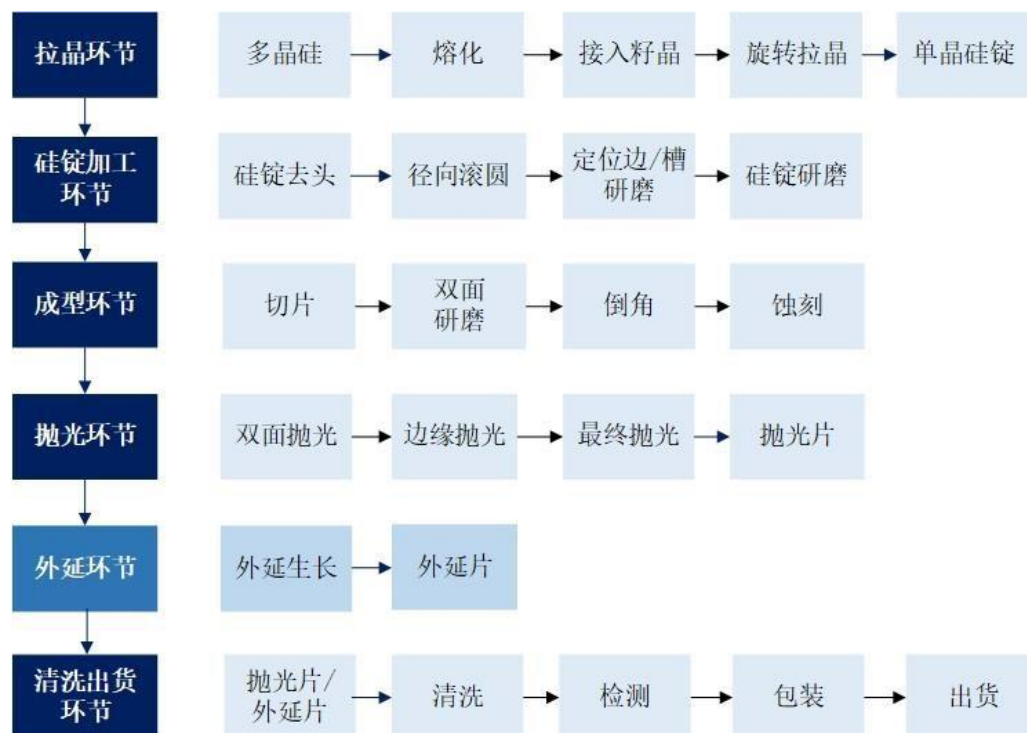 拉晶环节
多晶硅
熔化
接入籽晶
旋转拉晶
单晶硅锭
硅锭加工
环节
硅锭去头
径向滚圆
定位边/槽
研磨
硅锭研磨
成型环节
切片
双面
研磨
倒角
蚀刻
抛光环节
双面抛光
边缘抛光
最终抛光
抛光片
外延环节
外延生长
外延片
清洗出货
环节
抛光片/
外延片
清洗
检测
包装
出货